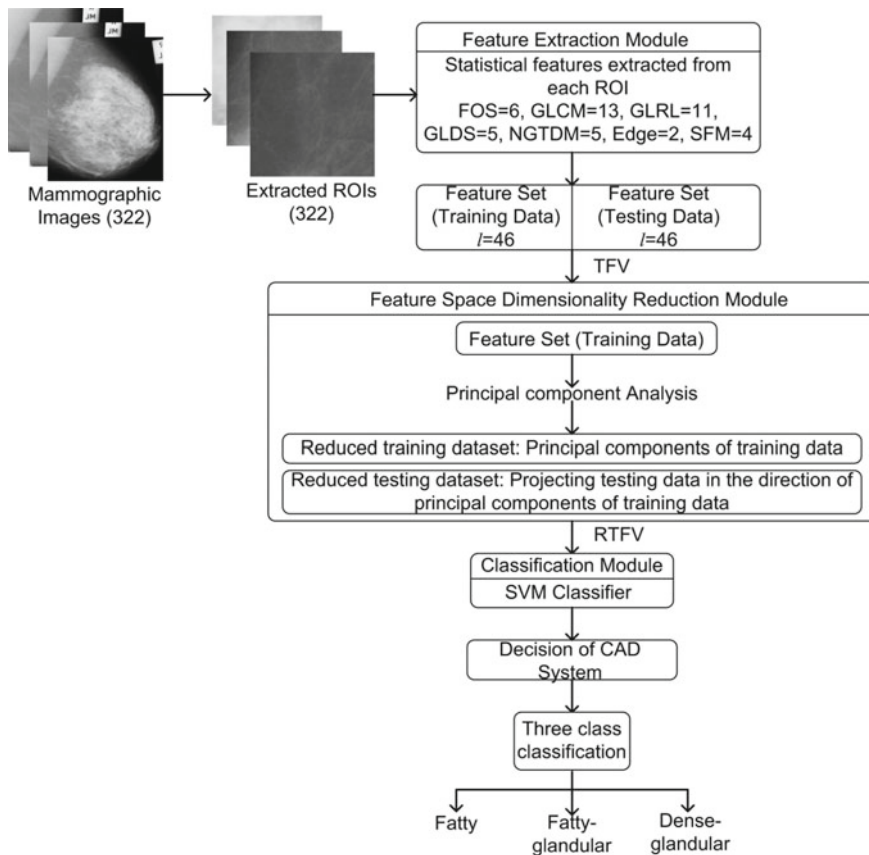 JM
JM
Mammographic
Images (322)
Extracted ROIs
(322)
Feature Extraction Module
Statistical features extracted from
each ROI
FOS=6, GLCM=13, GLRL=11,
GLDS=5, NGTDM=5, Edge=2, SFM=4
Feature Set
(Training Data)
l=46
Feature Set
(Testing Data)
l=46
TFV
Feature Space Dimensionality Reduction Module
Feature Set (Training Data)
Principal component Analysis
Reduced training dataset: Principal components of training data
Reduced testing dataset: Projecting testing data in the direction of
principal components of training data
RTFV
Classification Module
SVM Classifier
Decision of CAD
System
Three class
classification
Fatty
Fatty-
glandular
Dense-
glandular